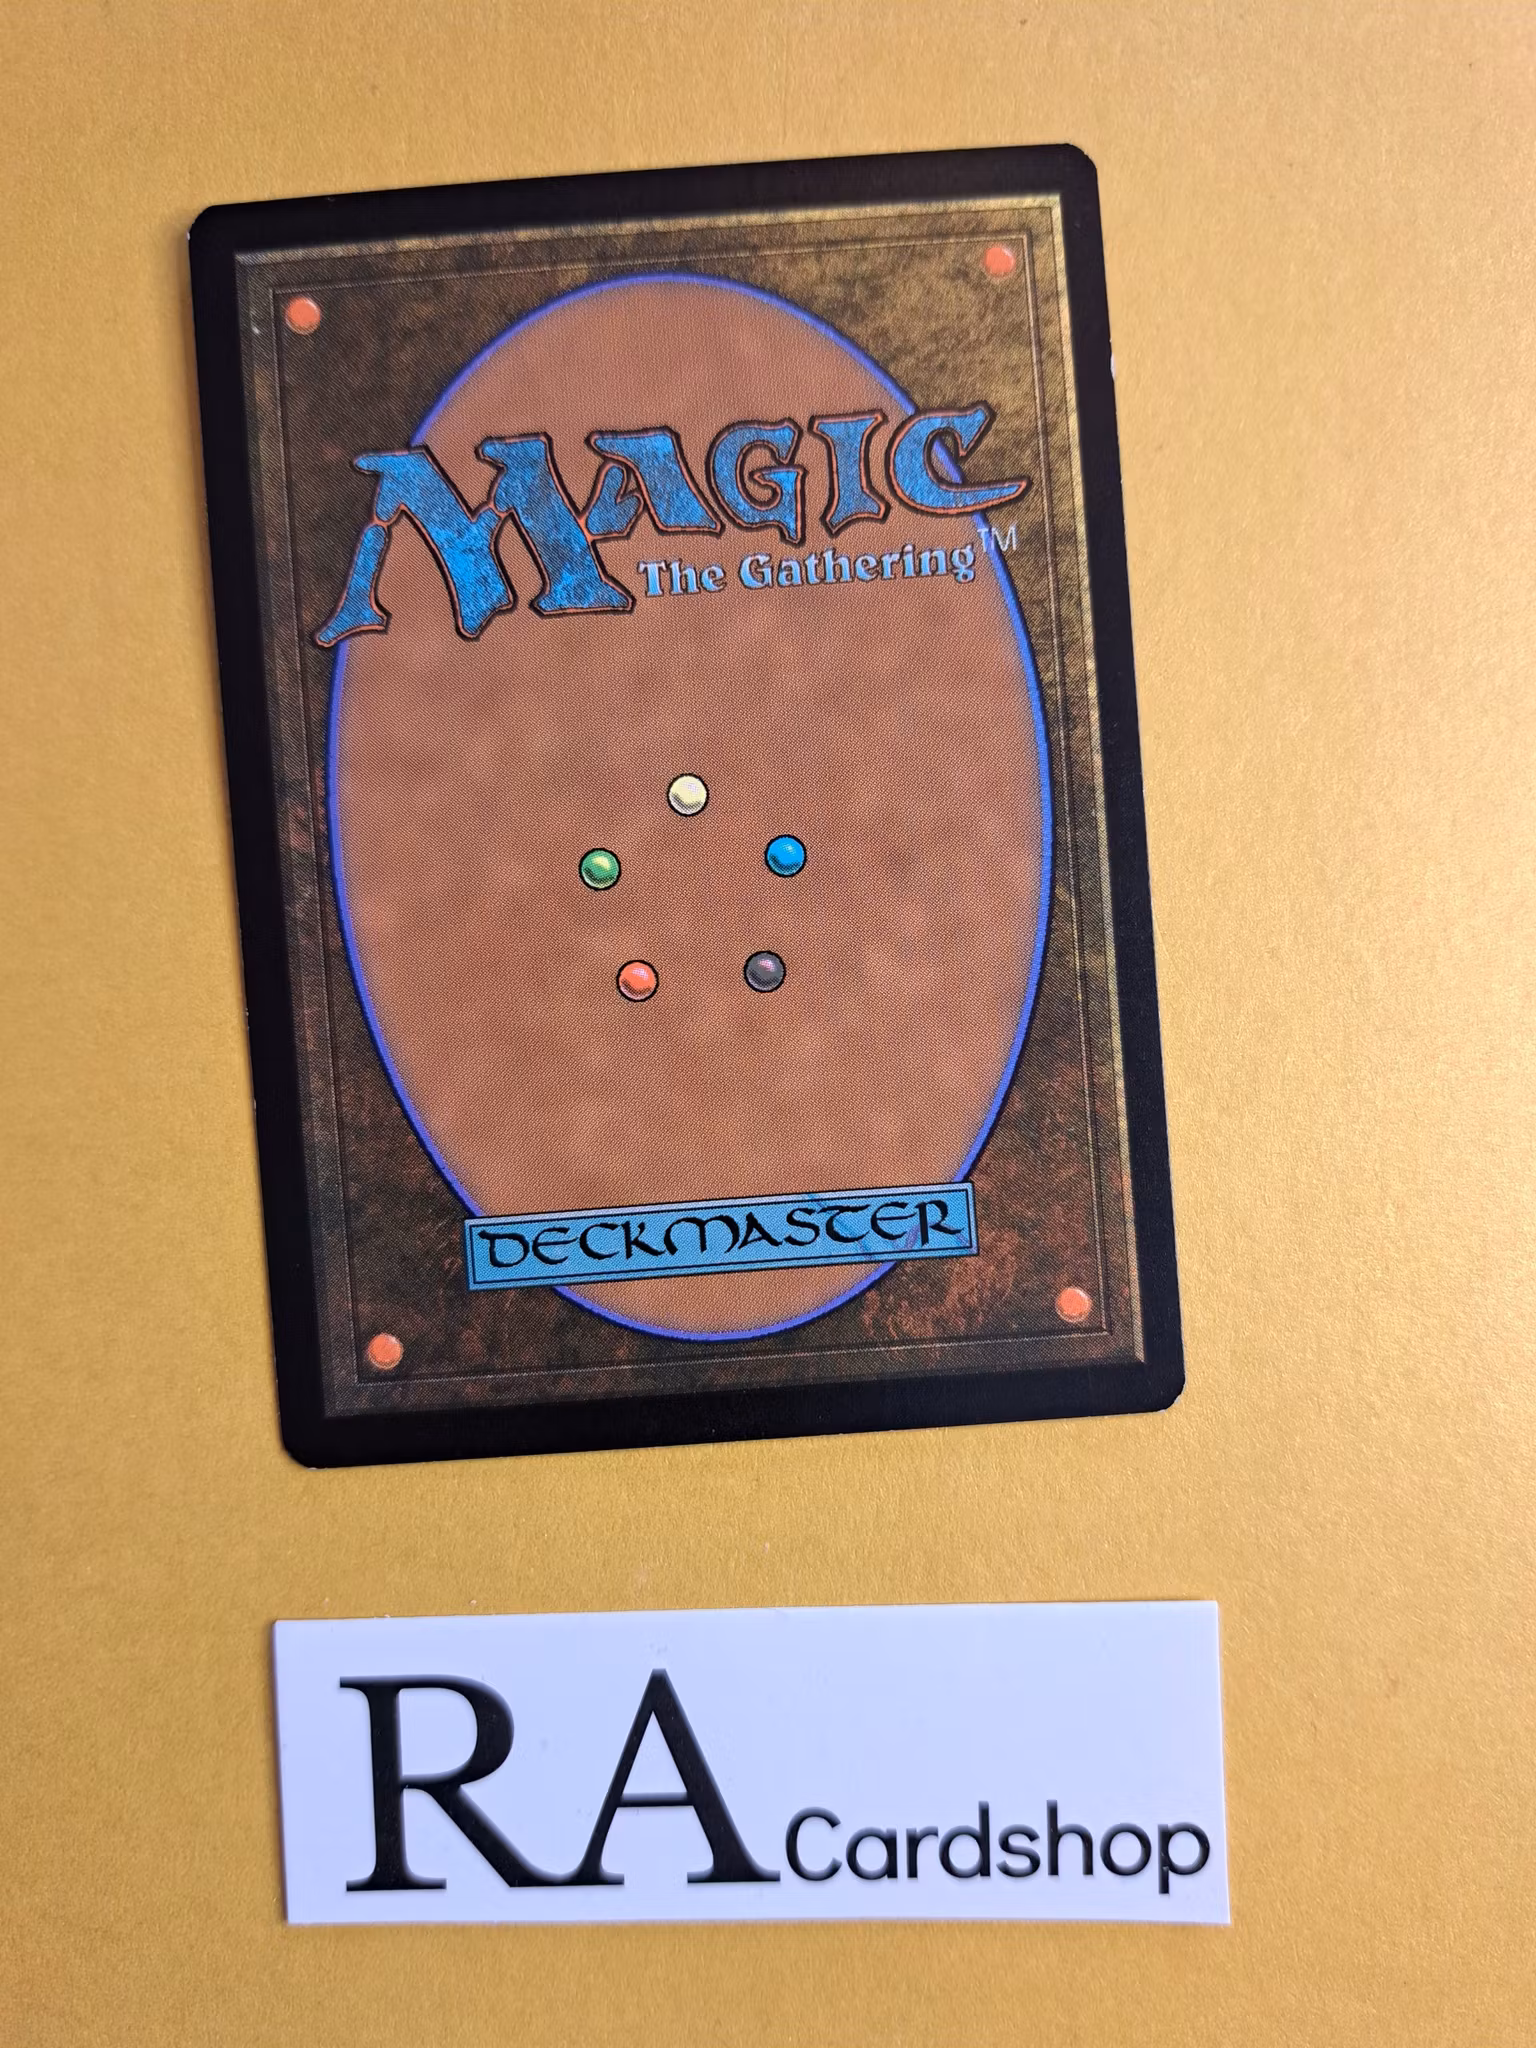 MAGIC
The Gathering™
DECKMASTER
RA Cardshop